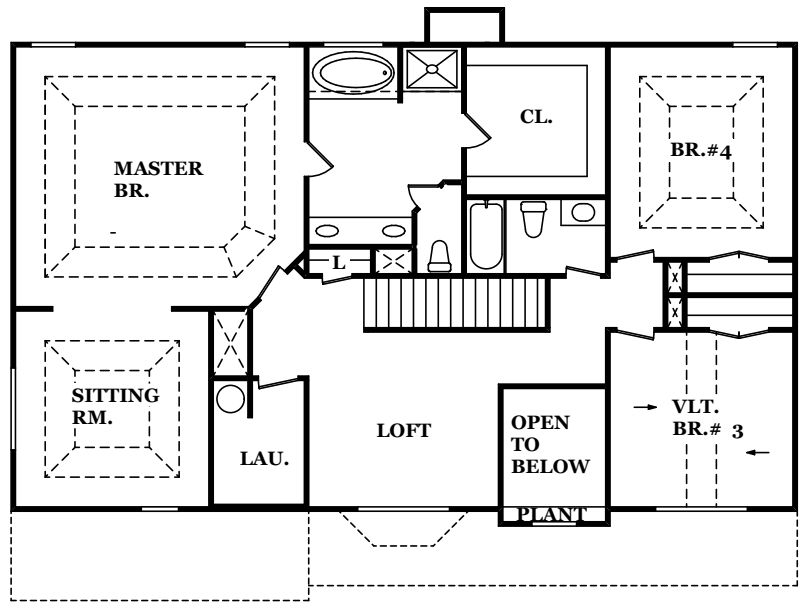 MASTER
BR.
CL.
BR.#4
L
SITTING
RM.
LAU.
LOFT
OPEN
TO
BELOW
PLANT
VLT.
BR.# 3